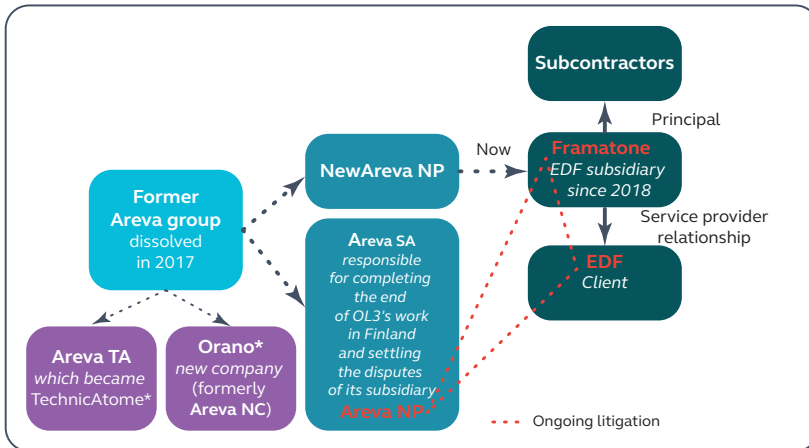 Subcontractors
Principal
Framatone
EDF subsidiary
since 2018
Now
NewAreva NP
Former
Areva group
dissolved
in 2017
Service provider
relationship
EDF
Client
Areva SA
responsible
for completing
the end
of OL3's work
in Finland
and settling
the disputes
of its subsidiary
Areva NP
Areva TA
which became
TechnicAtome*
Orano*
new company
(formerly
Areva NC)
Ongoing litigation